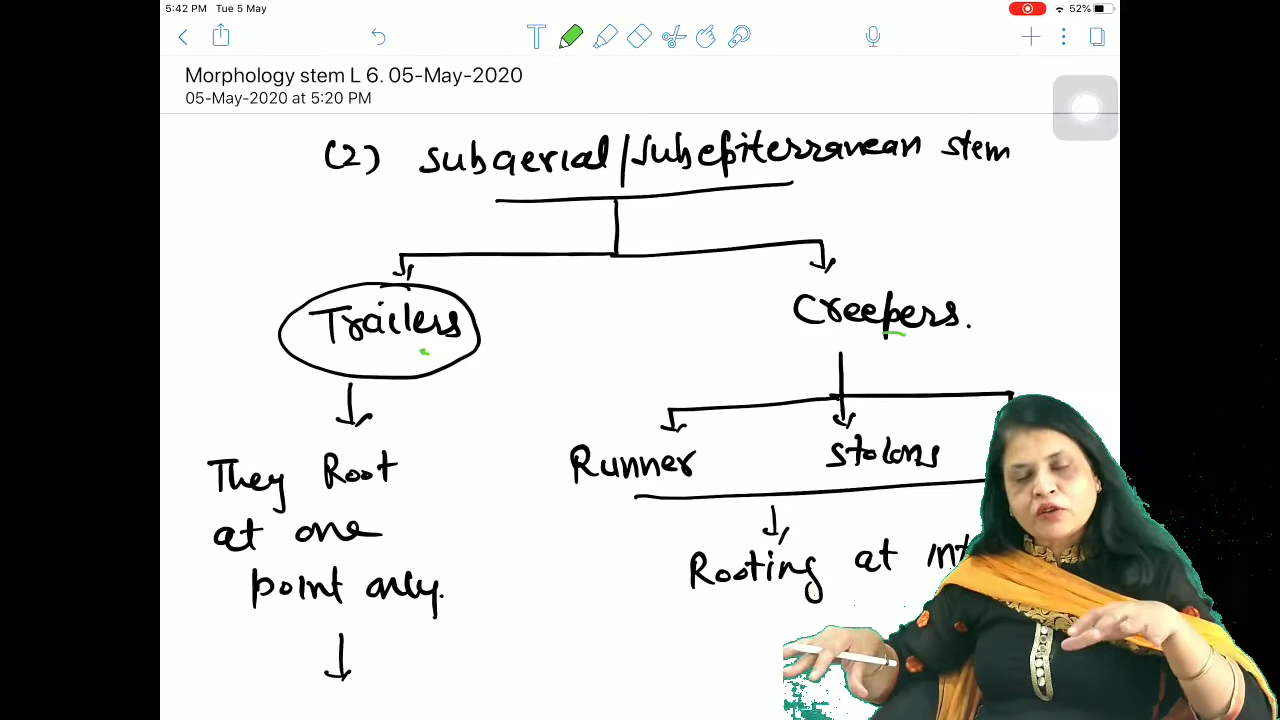 5:42 PM Tue 5 May
52%
T
Morphology stem L 6. 05-May-2020
05-May-2020 at 5:20 PM
(2) subaerial/subepiterranean stem
Trailers
Creepers.
Runner
stolons
They Root
at one
point only.
Rooting at int